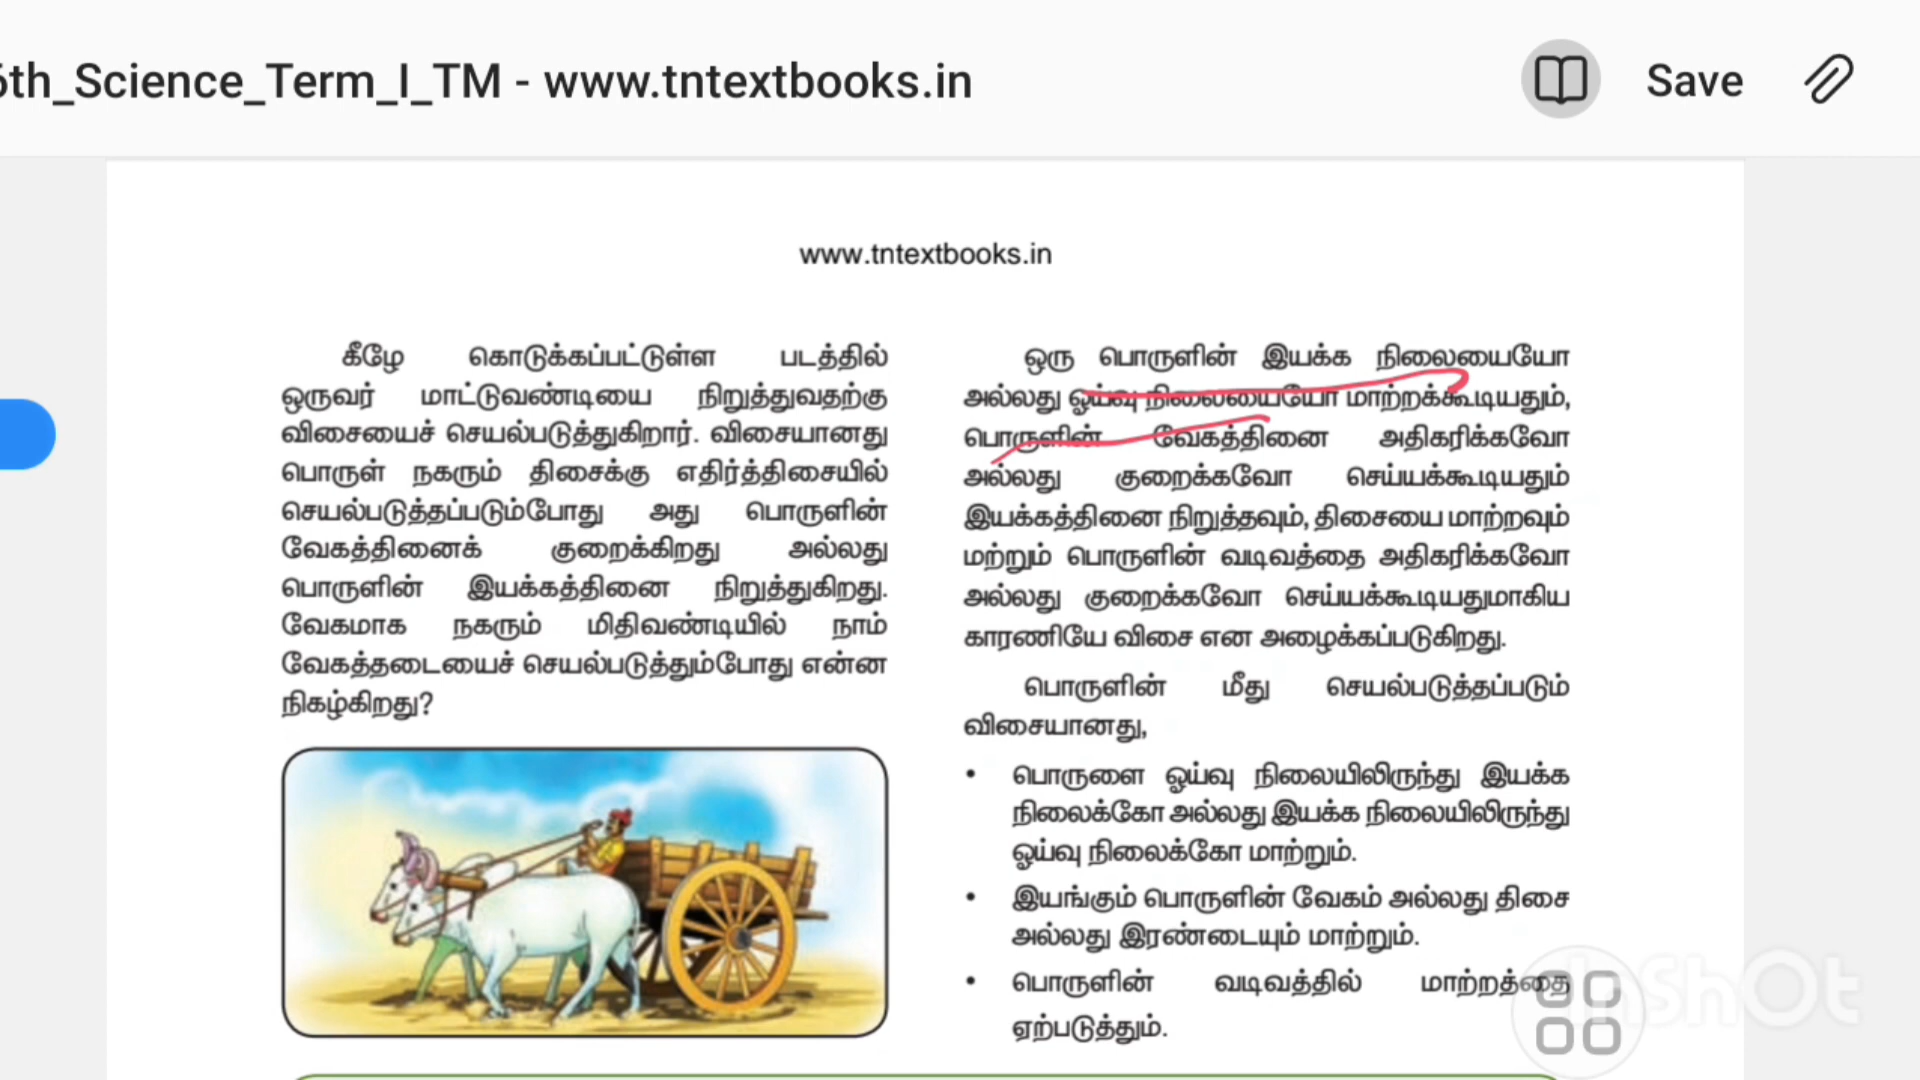 6th_Science_Term_I_TM - www.tntextbooks.in
Save
www.tntextbooks.in
கீழே கொடுக்கப்பட்டுள்ள படத்தில்
ஒருவர் மாட்டுவண்டியை நிறுத்துவதற்கு
விசையைச் செயல்படுத்துகிறார். விசையானது
பொருள் நகரும் திசைக்கு எதிர்த்திசையில்
செயல்படுத்தப்படும்போது அது பொருளின்
வேகத்தினைக் குறைக்கிறது அல்லது
பொருளின் இயக்கத்தினை நிறுத்துகிறது.
வேகமாக நகரும் மிதிவண்டியில் நாம்
வேகத்தடையைச் செயல்படுத்தும்போது என்ன
நிகழ்கிறது?
ஒரு பொருளின் இயக்க நிலையையோ
அல்லது ஓய்வு நிலையையோ மாற்றக்கூடியதும்,
பொருளின் வேகத்தினை அதிகரிக்கவோ
அல்லது குறைக்கவோ செய்யக்கூடியதும்
இயக்கத்தினை நிறுத்தவும், திசையை மாற்றவும்
மற்றும் பொருளின் வடிவத்தை அதிகரிக்கவோ
அல்லது குறைக்கவோ செய்யக்கூடியதுமாகிய
காரணியே விசை என அழைக்கப்படுகிறது.
பொருளின் மீது செயல்படுத்தப்படும்
விசையானது,
• பொருளை ஓய்வு நிலையிலிருந்து இயக்க
நிலைக்கோ அல்லது இயக்க நிலையிலிருந்து
ஓய்வு நிலைக்கோ மாற்றும்.
• இயங்கும் பொருளின் வேகம் அல்லது திசை
அல்லது இரண்டையும் மாற்றும்.
• பொருளின் வடிவத்தில் மாற்றத்தை
ஏற்படுத்தும்.
InShOt